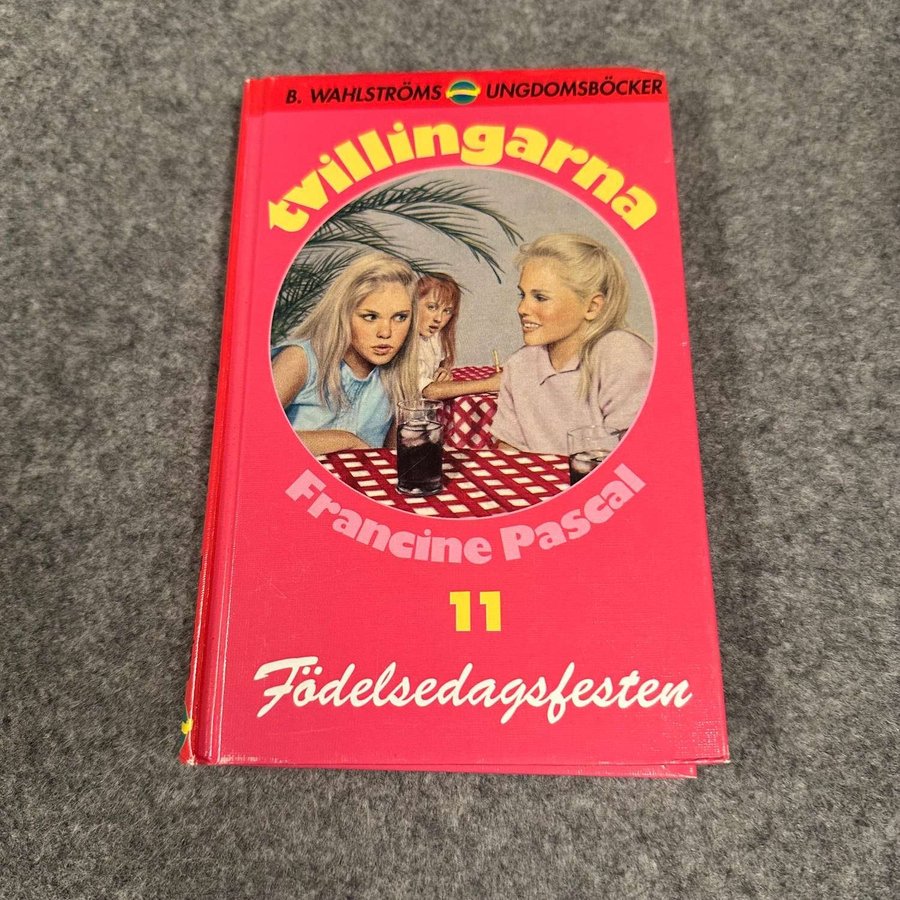 B. WAHLSTRÖMS UNGDOMSBÖCKER
tvillingarna
Francine Pascal
11
Födelsedagsfesten